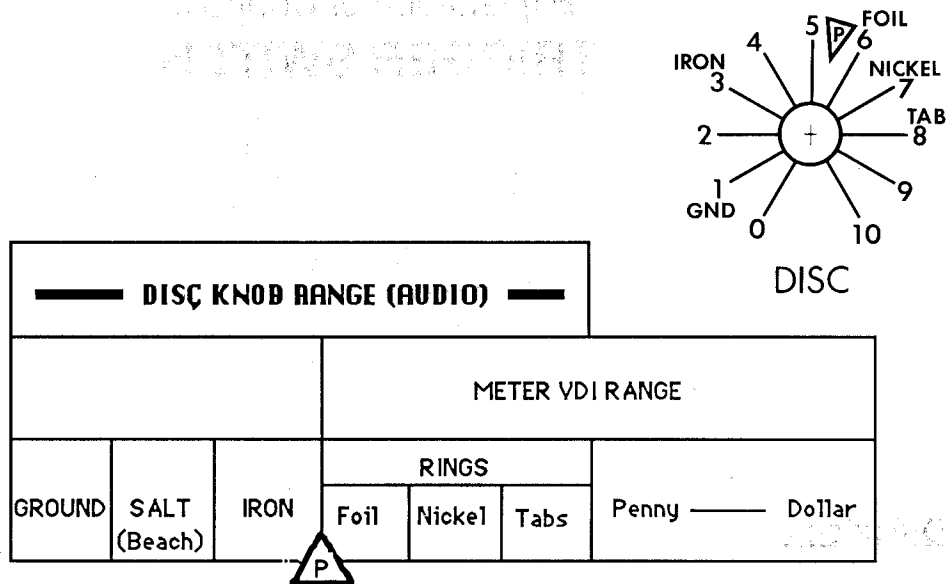 FOIL
5 P 6
4
IRON
3
NICKEL
7
TAB
2
8
1
9
GND
0
10
DISC
DISC KNOB RANGE (AUDIO)
METER VDI RANGE
RINGS
GROUND SALT IRON Foil Nickel Tabs Penny Dollar
(Beach)
P